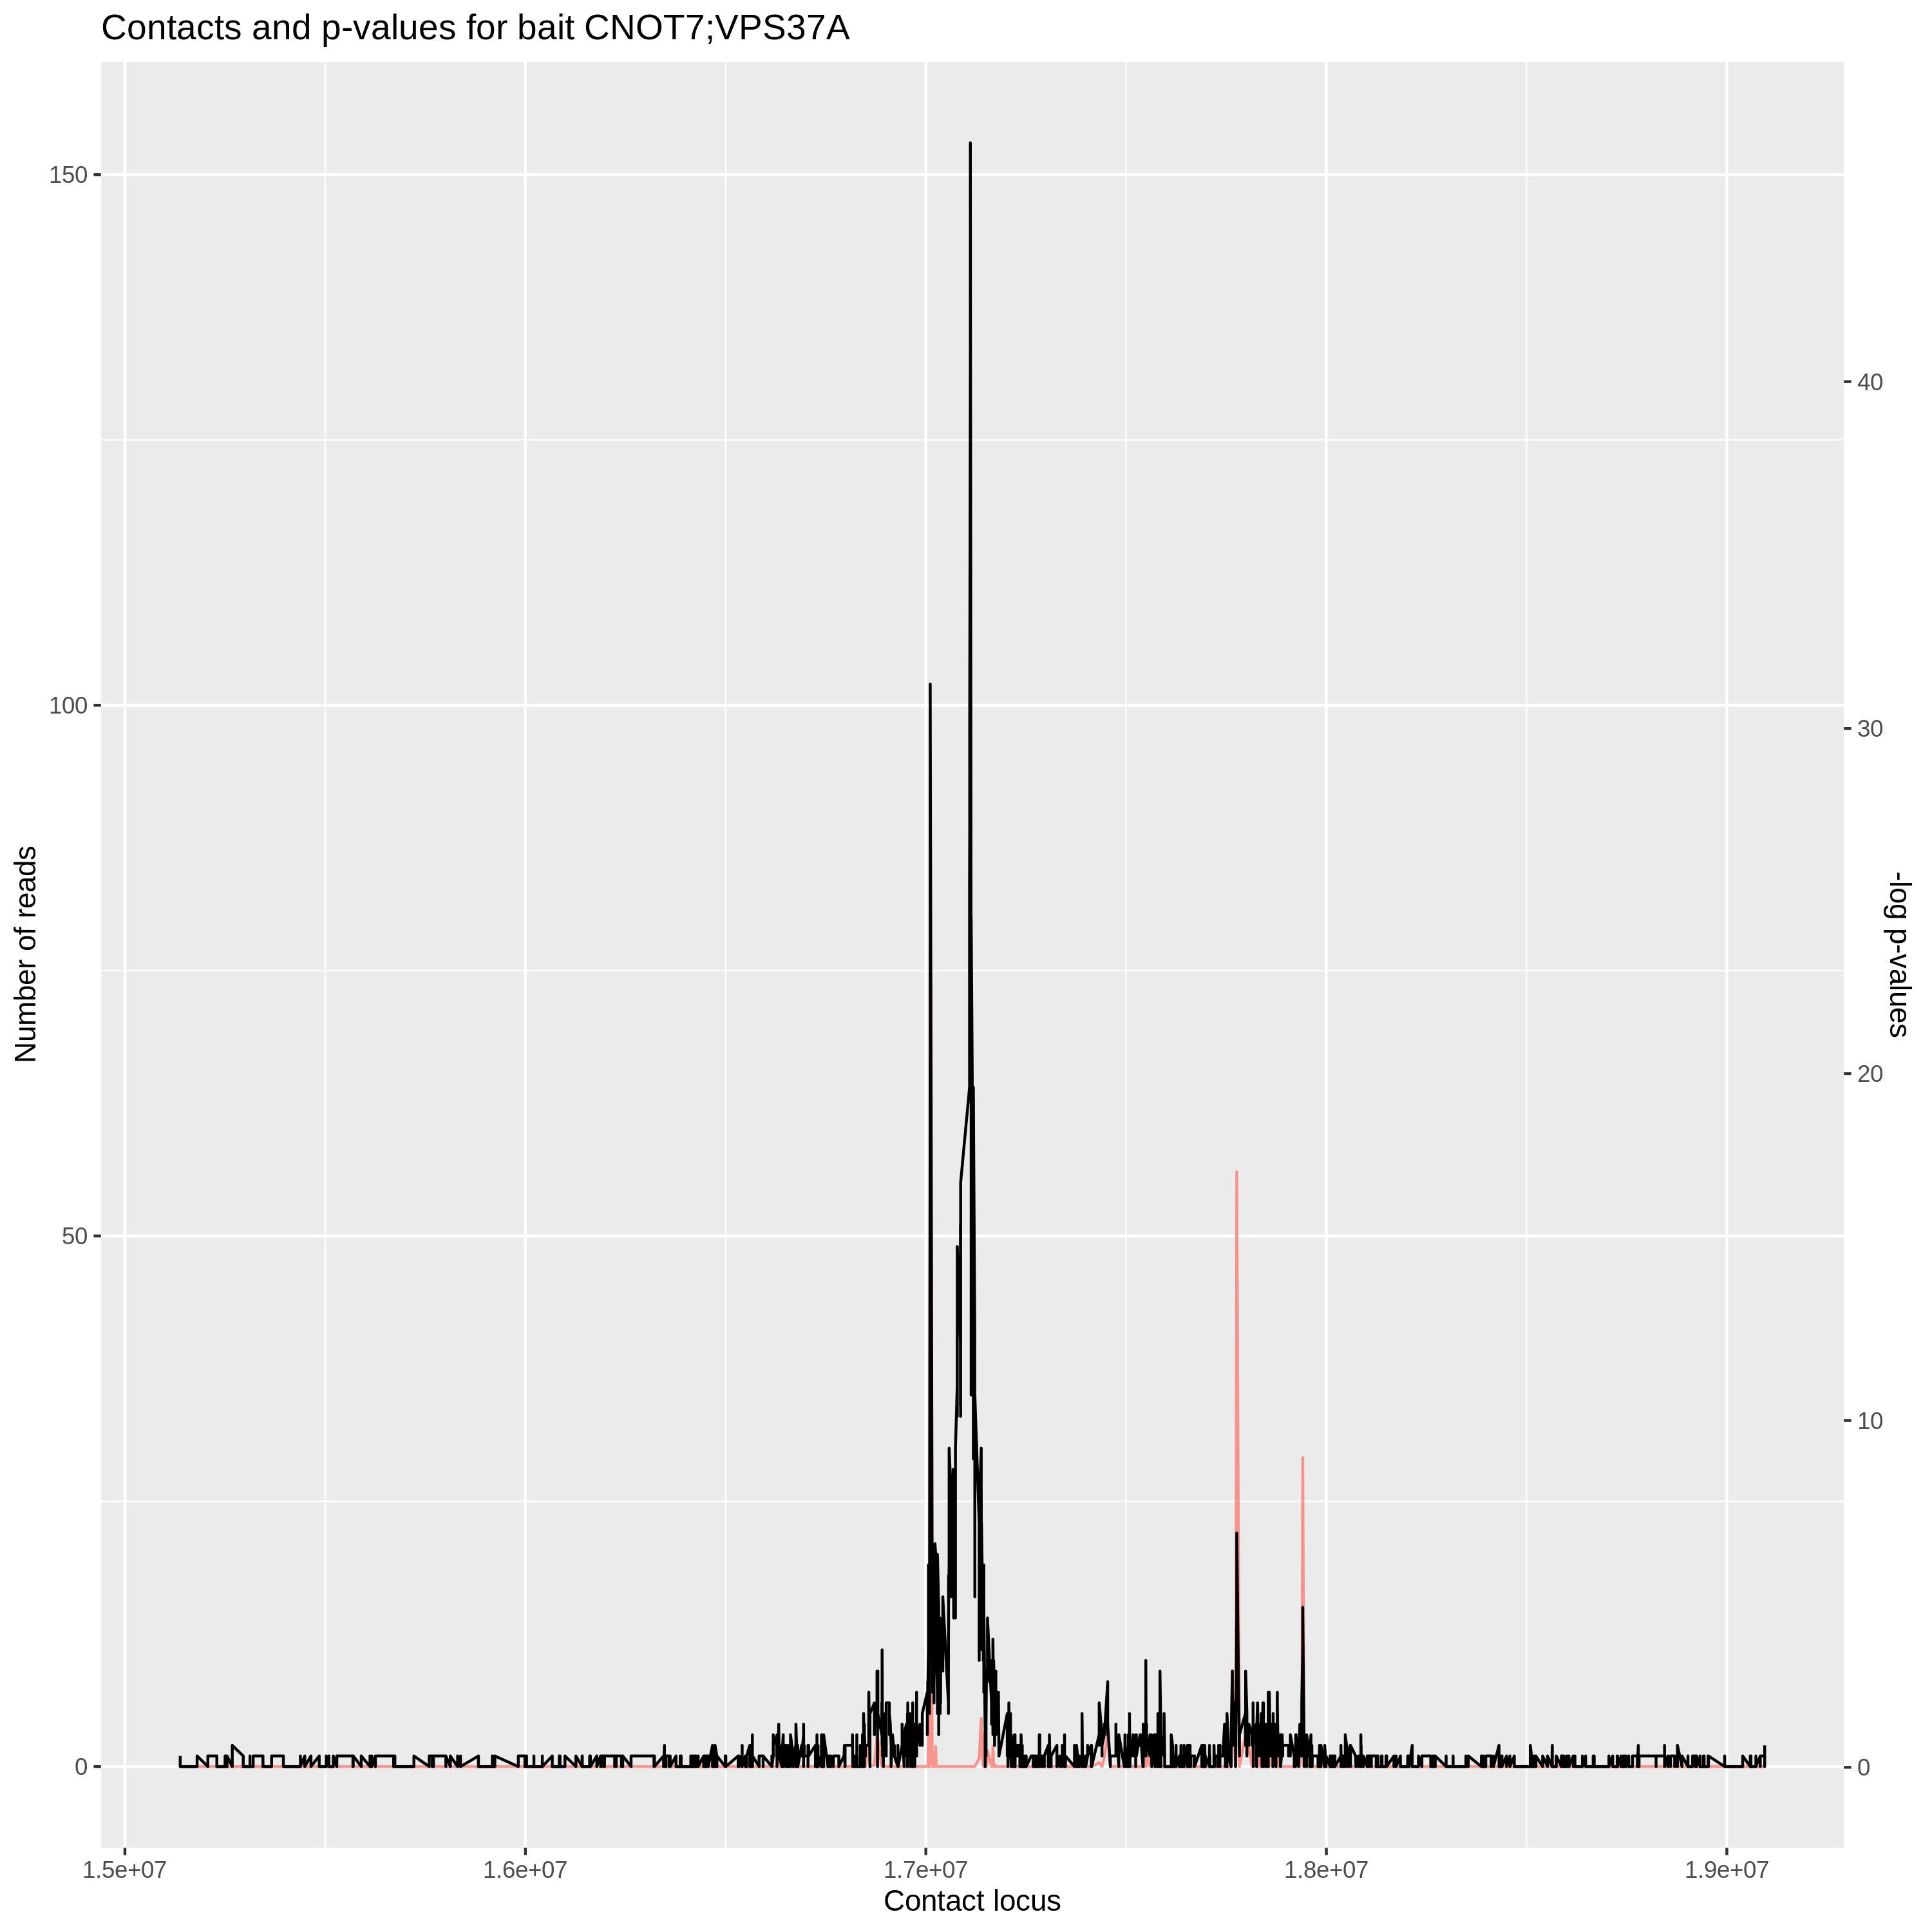 Contacts and p-values for bait CNOT7;VPS37A
150
100
50
0
Number of reads
40
30
20
10
0
-log p-values
1.5e+07
1.6e+07
1.7e+07
1.8e+07
1.9e+07
Contact locus